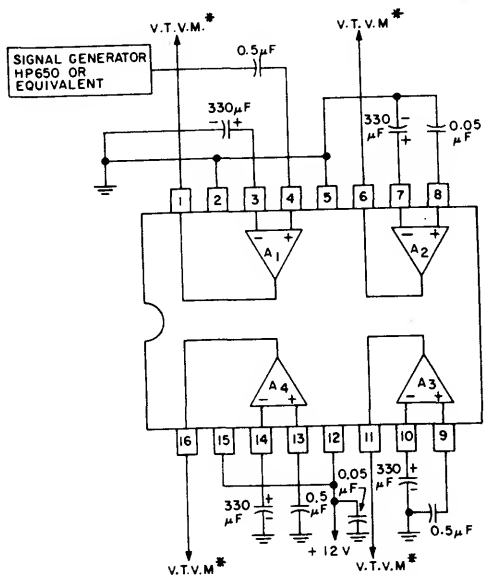 V.T.V.M.*
V.T.V.M.*
SIGNAL GENERATOR
HP650 OR
EQUIVALENT
0.5μF
330μF
- +
330
μF
-
+
0.05
μF
1 2 3 4 5 6 7 8
- +
A1
- +
A2
A4
- +
A3
- +
16 15 14 13 12 11 10 9
330
μF
+
-
0.5
μF
0.05
μF
+12V
330
μF
+
-
0.5μF
V.T.V.M*
V.T.V.M*